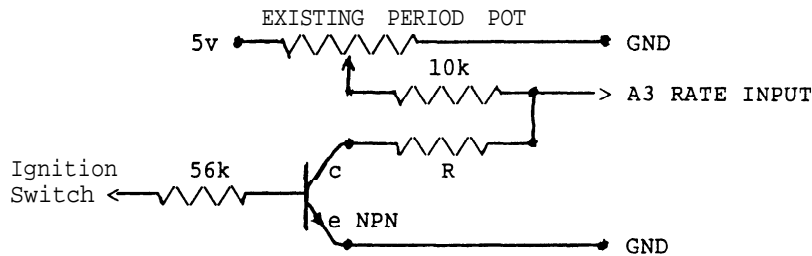 EXISTING PERIOD POT
5v
GND
10k
> A3 RATE INPUT
Ignition
Switch
56k
c
R
e NPN
GND